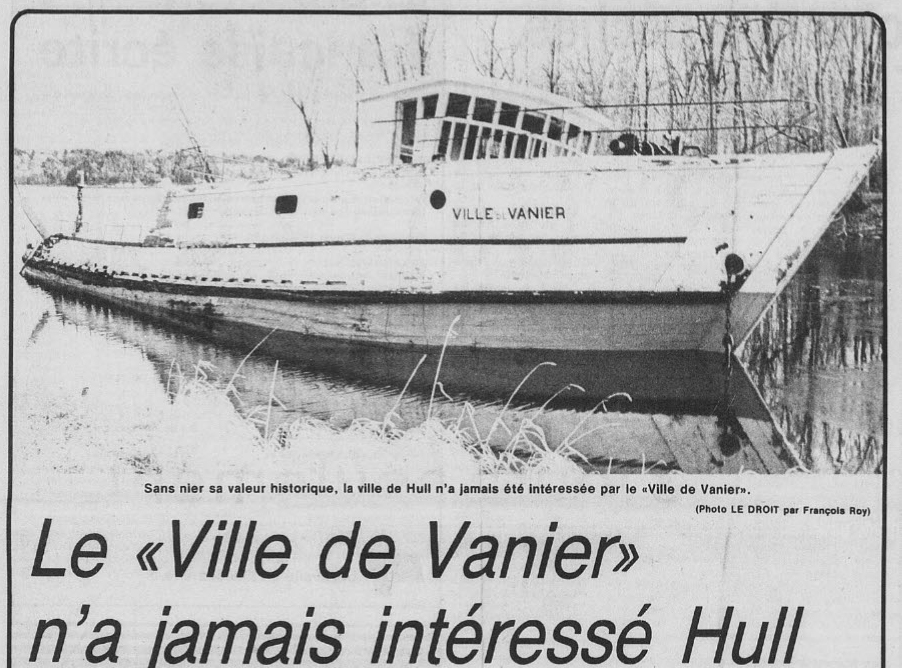 VILLE DE VANIER
Sans nier sa valeur historique, la ville de Hull n'a jamais été intéressée par le «Ville de Vanier».
(Photo LE DROIT par François Roy)
Le «Ville de Vanier»
n'a jamais intéressé Hull